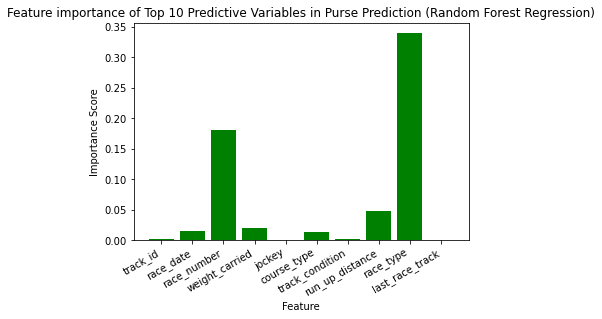 Feature importance of Top 10 Predictive Variables in Purse Prediction (Random Forest Regression)
0.35
0.30
0.25
0.20
0.15
0.10
0.05
0.00
Importance Score
track_id
race_date
race_number
weight_carried
jockey
course_type
track_condition
run_up_distance
race_type
last_race_track
Feature